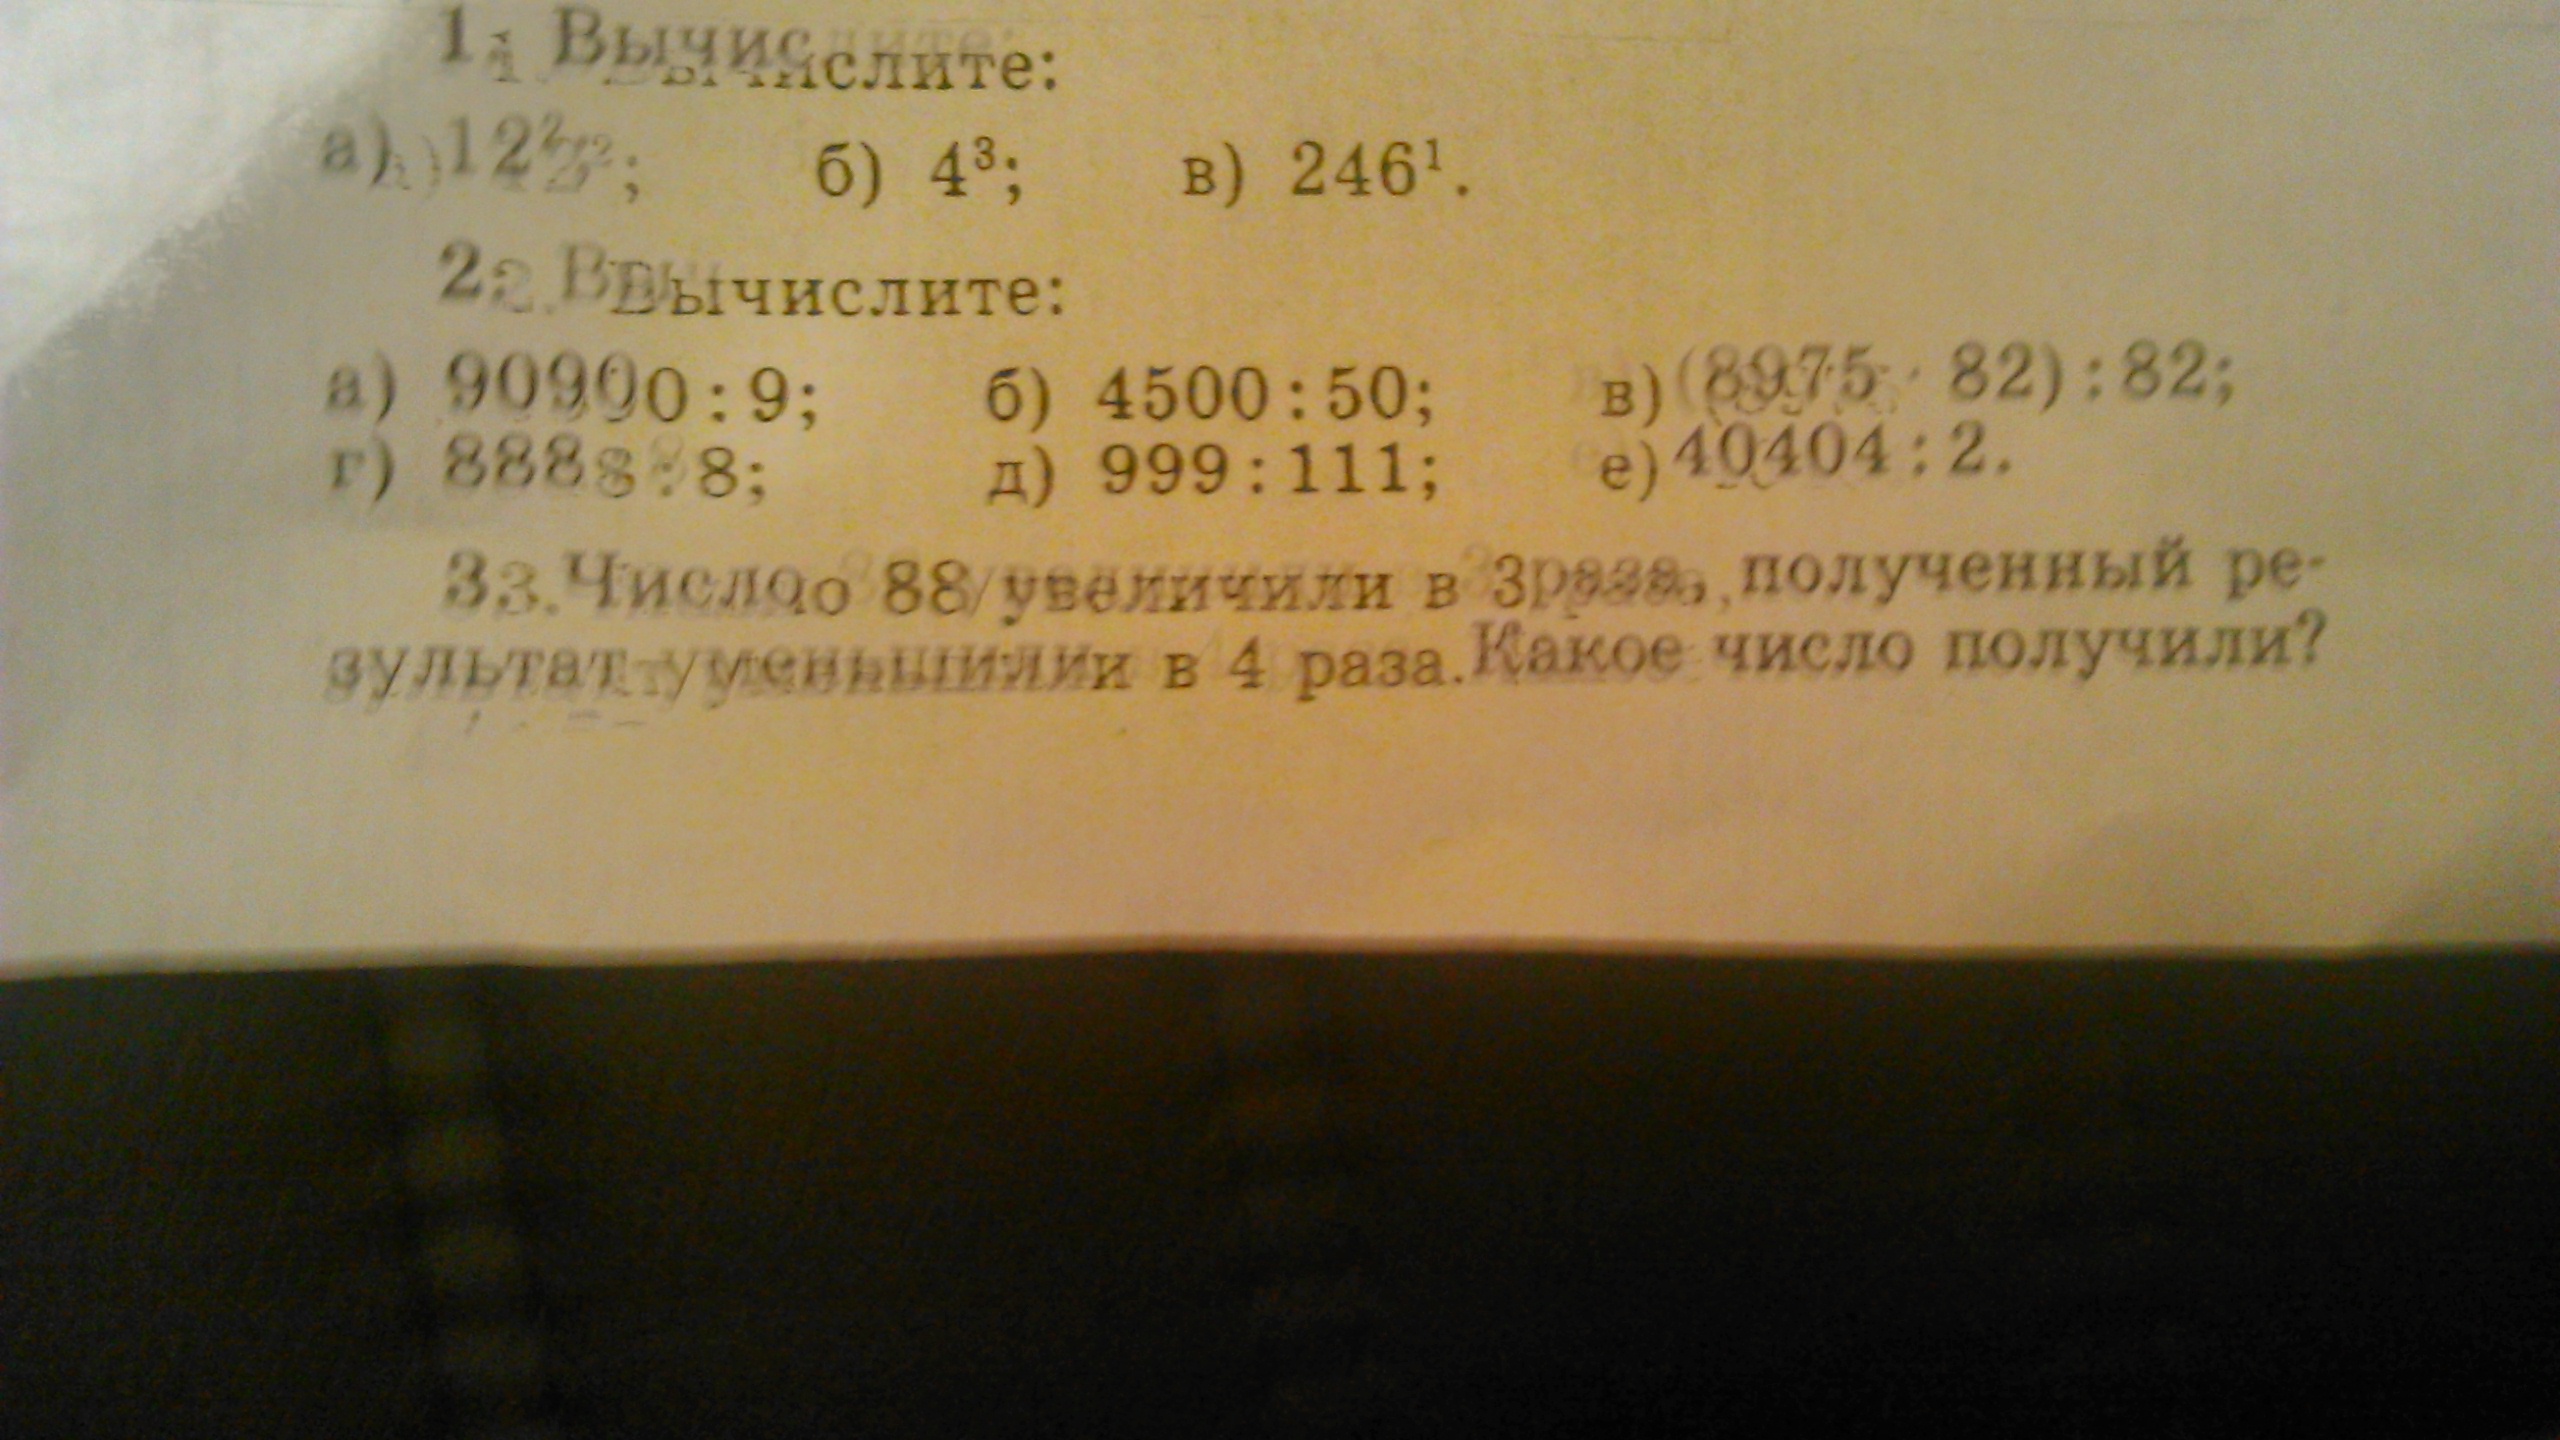 1. Вычислите:
а) 12²; б) 4³; в) 246¹.
2. Вычислите:
а) 90900 : 9; б) 4500 : 50; в) (8975 · 82) : 82;
г) 8888 : 8; д) 999 : 111; е) 40404 : 2.
3. Число 88 увеличили в 3 раза, полученный ре-
зультат уменьшили в 4 раза. Какое число получили?